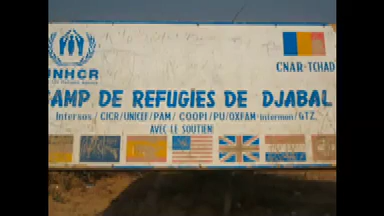 UNHCR
CNAR-TCHAD
CAMP DE REFUGIES DE DJABAL
Intersos / CICR/UNICEF/PAM/ COOPI/PU/OXFAM-intermon/GTZ.
AVEC LE SOUTIEN